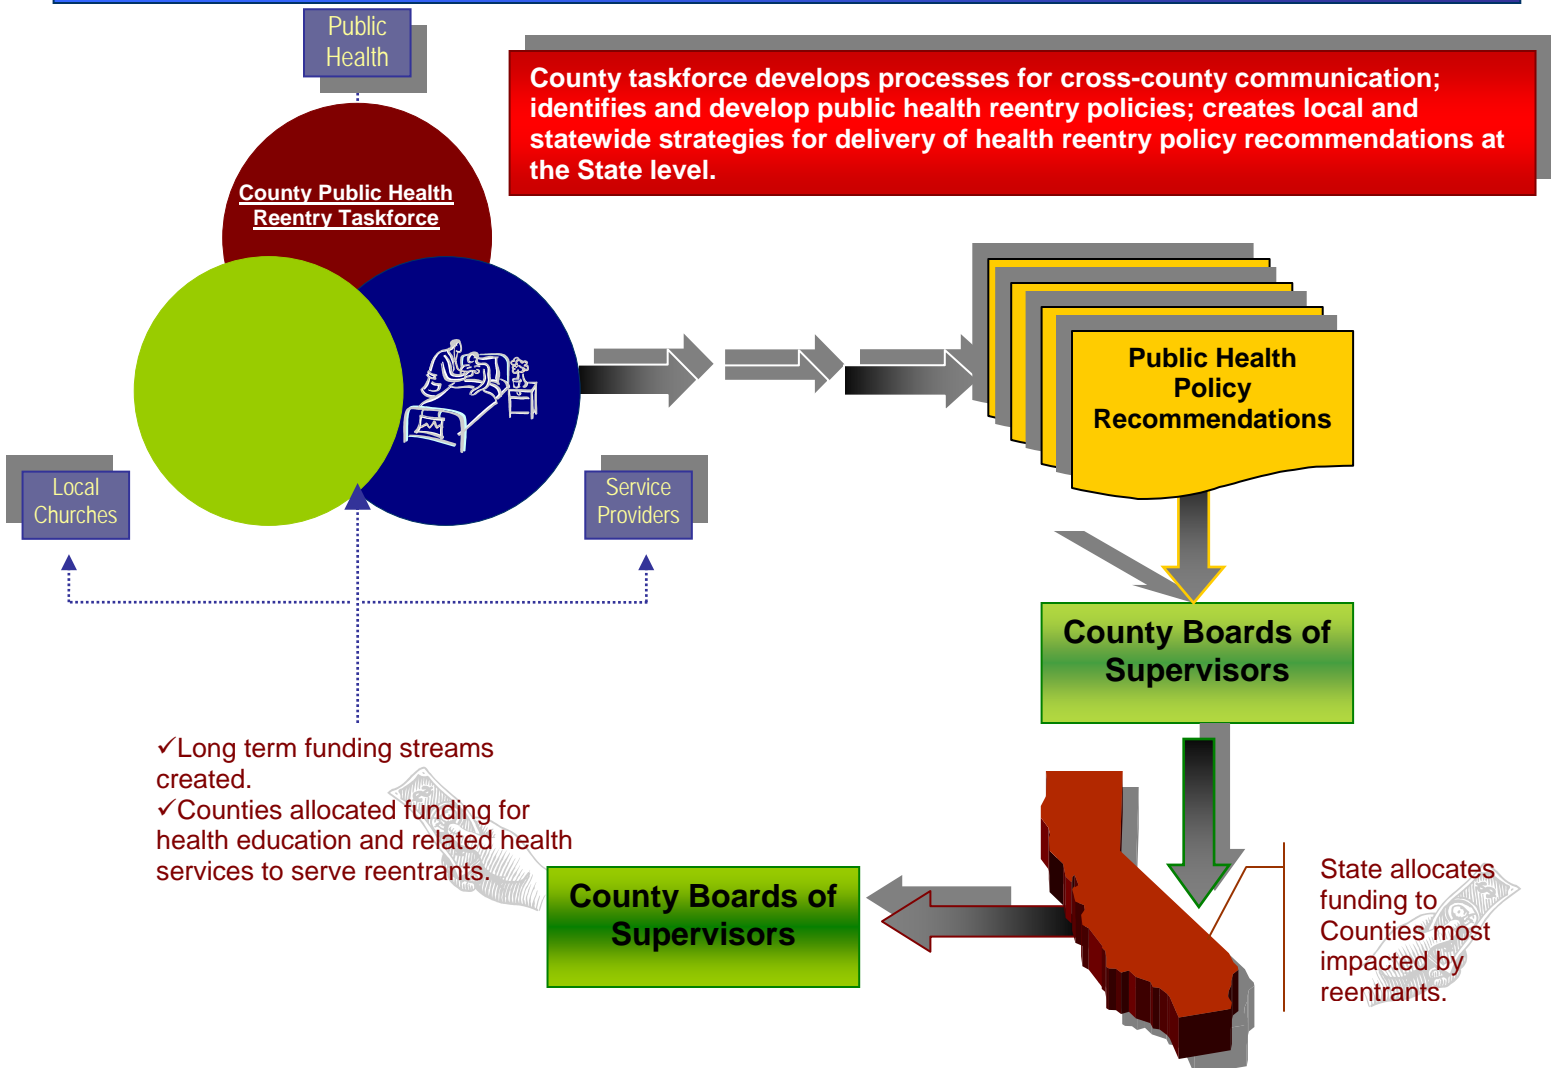 Public
Health
County taskforce develops processes for cross-county communication;
identifies and develop public health reentry policies; creates local and
statewide strategies for delivery of health reentry policy recommendations at
the State level.
County Public Health
Reentry Taskforce
Public Health
Policy
Recommendations
Local
Churches
Service
Providers
County Boards of
Supervisors
✓Long term funding streams
created.
✓Counties allocated funding for
health education and related health
services to serve reentrants.
County Boards of
Supervisors
State allocates
funding to
Counties most
impacted by
reentrants.